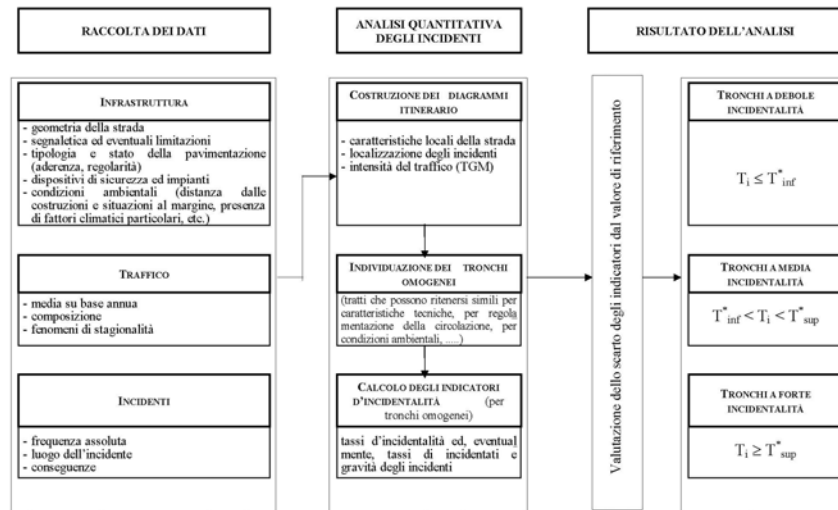 RACCOLTA DEI DATI
INFRASTRUTTURA
- geometria della strada
- segnaletica ed eventuali limitazioni
- tipologia e stato della pavimentazione
(aderenza, regolarità)
- dispositivi di sicurezza ed impianti
- condizioni ambientali (distanza dalle
costruzioni e situazioni al margine, presenza
di fattori climatici particolari, etc.)
TRAFFICO
- media su base annua
- composizione
- fenomeni di stagionalità
INCIDENTI
- frequenza assoluta
- luogo dell'incidente
- conseguenze
ANALISI QUANTITATIVA
DEGLI INCIDENTI
COSTRUZIONE DEI DIAGRAMMI
ITINERARIO
- caratteristiche locali della strada
- localizzazione degli incidenti
- intensità del traffico (TGM)
INDIVIDUAZIONE DEI TRONCHI
OMOGENEI
(tratti che possono ritenersi simili per
caratteristiche tecniche, per regola
mentazione della circolazione, per
condizioni ambientali, .....)
CALCOLO DEGLI INDICATORI
D'INCIDENTALITÀ (per
tronchi omogenei)
tassi d'incidentalità ed, eventual
mente, tassi di incidentati e
gravità degli incidenti
RISULTATO DELL'ANALISI
Valutazione dello scarto degli indicatori dal valore di riferimento
TRONCHI A DEBOLE
INCIDENTALITÀ
Ti ≤ T*inf
TRONCHI A MEDIA
INCIDENTALITÀ
T*inf < Ti < T*sup
TRONCHI A FORTE
INCIDENTALITÀ
Ti ≥ T*sup